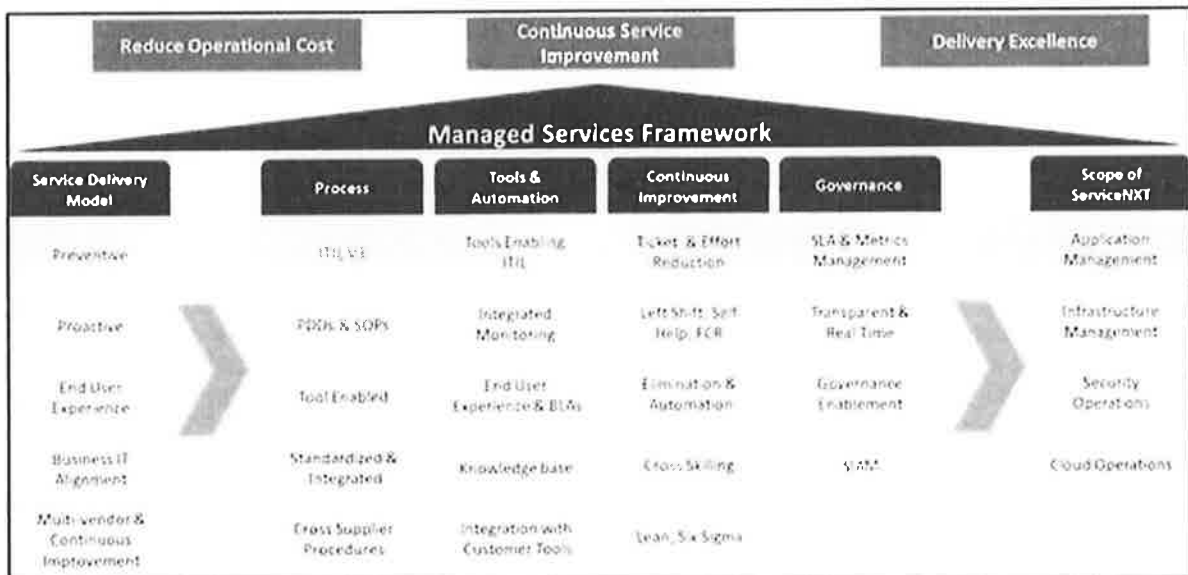 Reduce Operational Cost
Continuous Service
Improvement
Delivery Excellence
Managed Services Framework
Service Delivery
Model
Process
Tools &
Automation
Continuous
Improvement
Governance
Scope of
ServiceNXT
Preventive
ITIL V3
Tools Enabling
ITIL
Ticket & Effort
Reduction
SLA & Metrics
Management
Application
Management
Proactive
PDDs & SOPs
Integrated
Monitoring
Left Shift, Self
Help, FCR
Transparent &
Real Time
Infrastructure
Management
End User
Experience
Tool Enabled
End User
Experience & BLAs
Elimination &
Automation
Governance
Enablement
Security
Operations
Business IT
Alignment
Standardized &
Integrated
Knowledge base
Cross Skilling
SIAM
Cloud Operations
Multi-vendor &
Continuous
Improvement
Cross Supplier
Procedures
Integration with
Customer Tools
Lean, Six Sigma